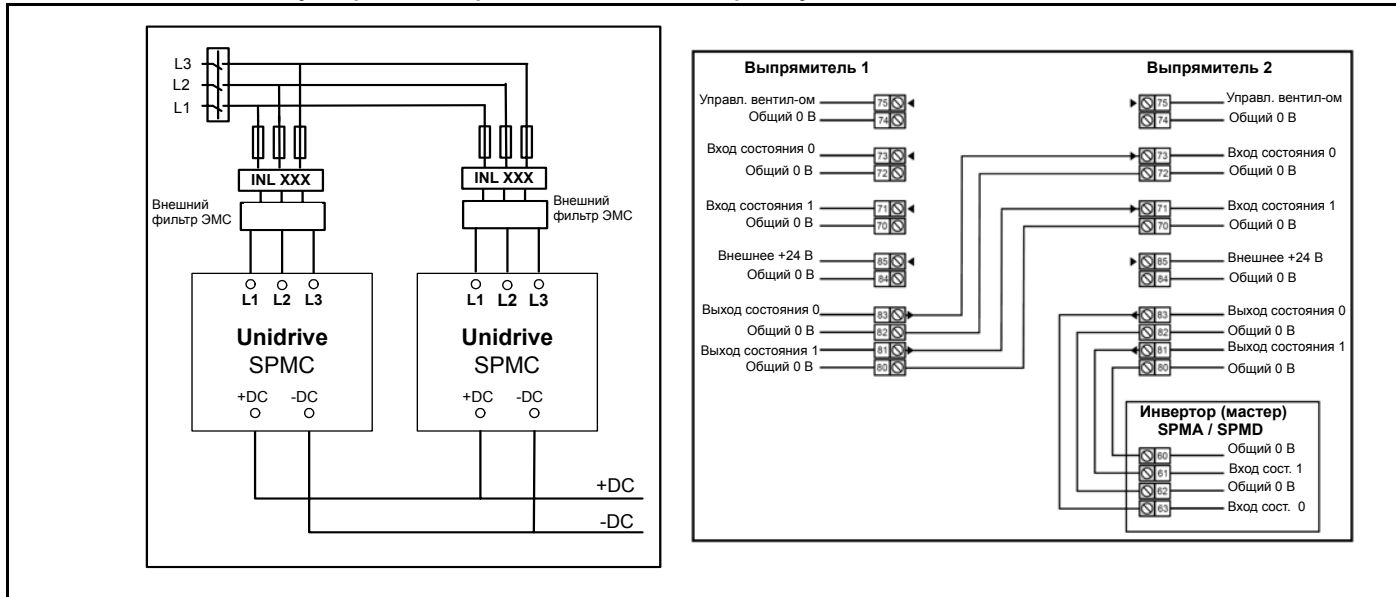 L3
L2
L1
INL XXX
INL XXX
Внешний
фильтр ЭМС
Внешний
фильтр ЭМС
L1 L2 L3
L1 L2 L3
Unidrive
SPMC
Unidrive
SPMC
+DC -DC
+DC -DC
+DC
-DC
Выпрямитель 1
Управл. вентил-ом 75
Общий 0 В 74
Вход состояния 0 73
Общий 0 В 72
Вход состояния 1 71
Общий 0 В 70
Внешнее +24 В 85
Общий 0 В 84
Выход состояния 0 83
Общий 0 В 82
Выход состояния 1 81
Общий 0 В 80
Выпрямитель 2
75 Управл. вентил-ом
74 Общий 0 В
73 Вход состояния 0
72 Общий 0 В
71 Вход состояния 1
70 Общий 0 В
85 Внешнее +24 В
84 Общий 0 В
83 Выход состояния 0
82 Общий 0 В
81 Выход состояния 1
80 Общий 0 В
Инвертор (мастер)
SPMA / SPMD
60 Общий 0 В
61 Вход сост. 1
62 Общий 0 В
63 Вход сост. 0